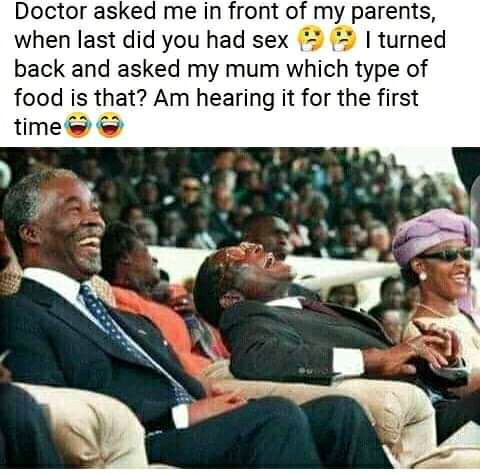 Doctor asked me in front of my parents,
when last did you had sex 🤔🤔 I turned
back and asked my mum which type of
food is that? Am hearing it for the first
time😂😂